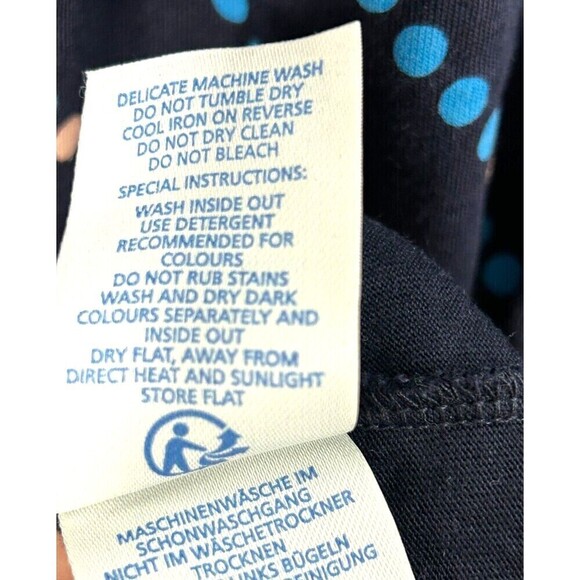 DELICATE MACHINE WASH
DO NOT TUMBLE DRY
COOL IRON ON REVERSE
DO NOT DRY CLEAN
DO NOT BLEACH
SPECIAL INSTRUCTIONS:
WASH INSIDE OUT
USE DETERGENT
RECOMMENDED FOR
COLOURS
DO NOT RUB STAINS
WASH AND DRY DARK
COLOURS SEPARATELY AND
INSIDE OUT
DRY FLAT, AWAY FROM
DIRECT HEAT AND SUNLIGHT
STORE FLAT
MASCHINENWÄSCHE IM
SCHONWASCHGANG
NICHT IM WÄSCHETROCKNER
TROCKNEN
LINKS BÜGELN